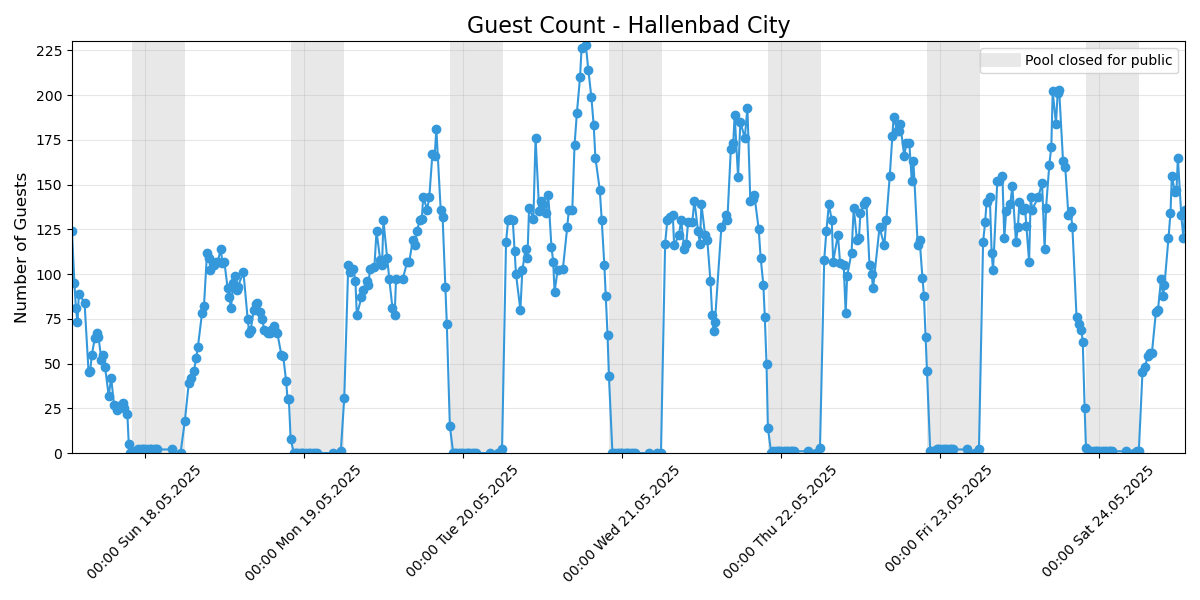 Guest Count - Hallenbad City
Pool closed for public
Number of Guests
225
200
175
150
125
100
75
50
25
0
00:00 Sun 18.05.2025
00:00 Mon 19.05.2025
00:00 Tue 20.05.2025
00:00 Wed 21.05.2025
00:00 Thu 22.05.2025
00:00 Fri 23.05.2025
00:00 Sat 24.05.2025